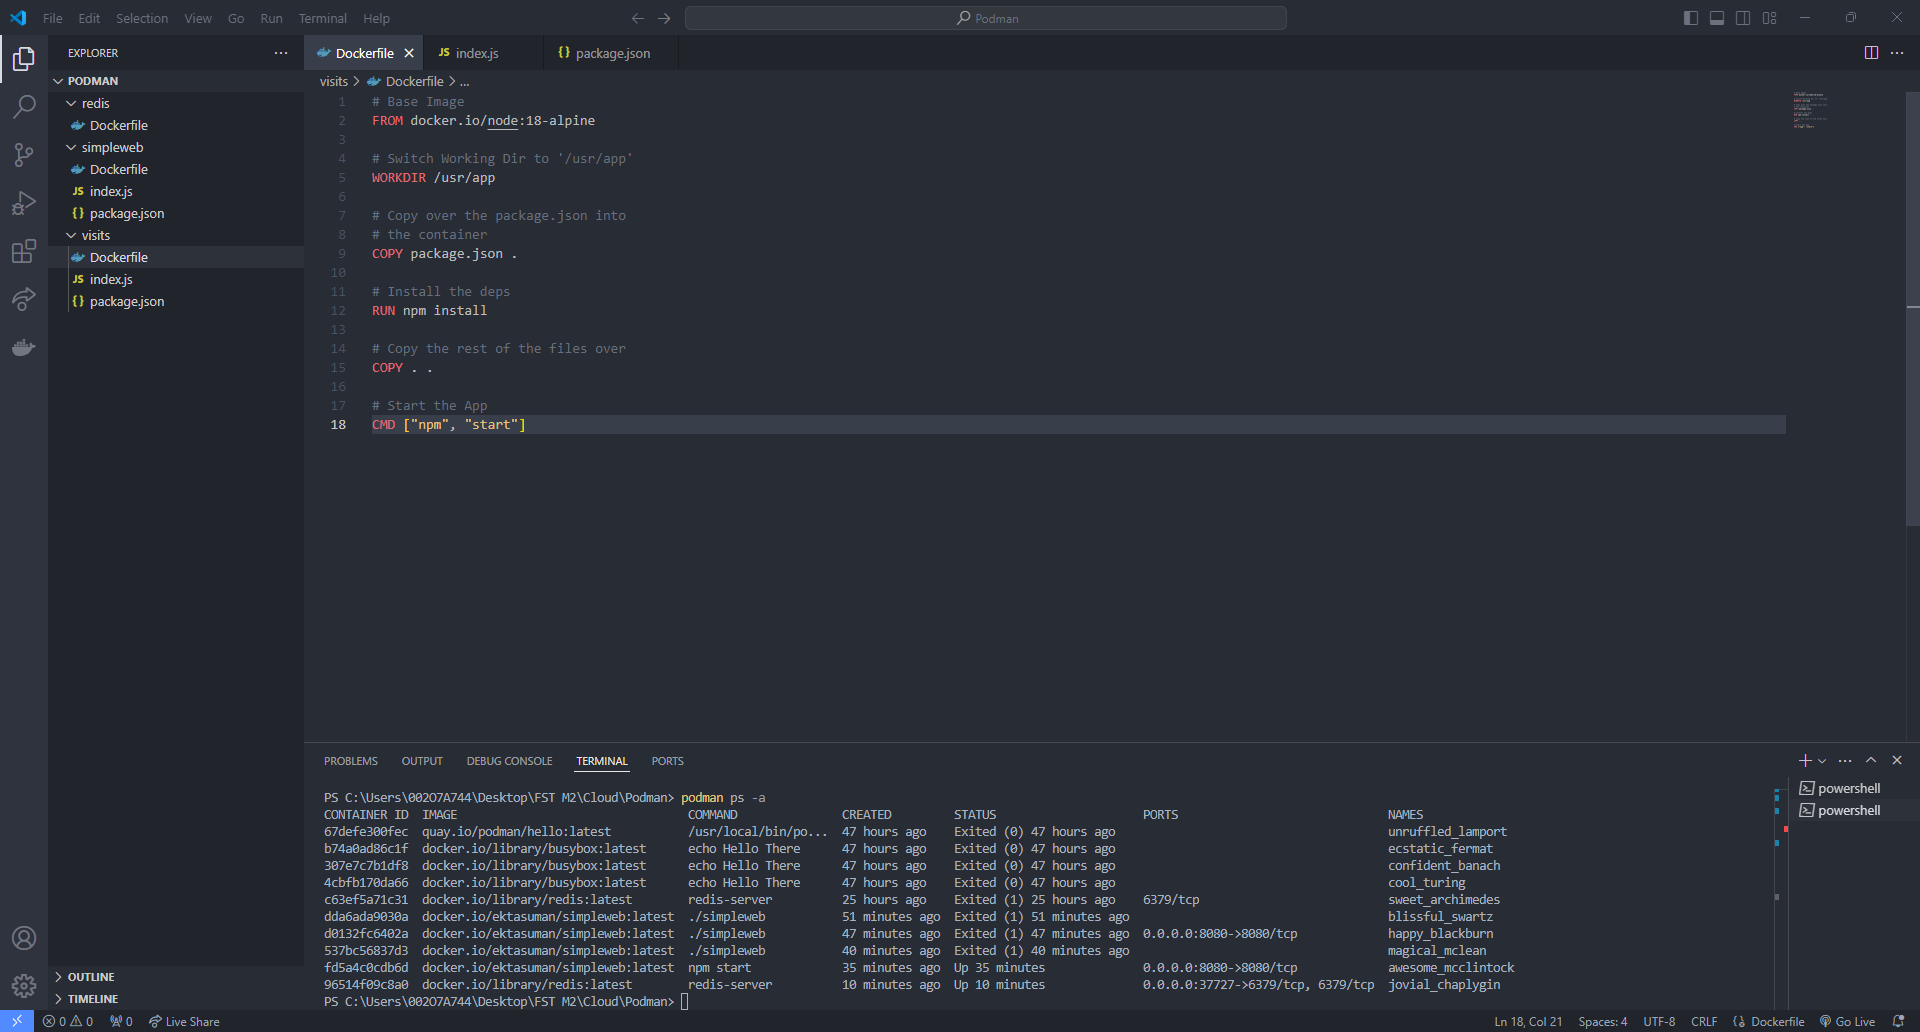 File Edit Selection View Go Run Terminal Help
Podman
EXPLORER
PODMAN
redis
Dockerfile
simpleweb
Dockerfile
JS index.js
{} package.json
visits
Dockerfile
JS index.js
{} package.json
OUTLINE
TIMELINE
Dockerfile
JS index.js
{} package.json
visits > Dockerfile > ...
1 # Base Image
2 FROM docker.io/node:18-alpine
3
4 # Switch Working Dir to '/usr/app'
5 WORKDIR /usr/app
6
7 # Copy over the package.json into
8 # the container
9 COPY package.json .
10
11 # Install the deps
12 RUN npm install
13
14 # Copy the rest of the files over
15 COPY . .
16
17 # Start the App
18 CMD ["npm", "start"]
PROBLEMS OUTPUT DEBUG CONSOLE TERMINAL PORTS
powershell
powershell
PS C:\Users\002O7A744\Desktop\FST M2\Cloud\Podman> podman ps -a
CONTAINER ID IMAGE COMMAND CREATED STATUS PORTS NAMES
67defe300fec quay.io/podman/hello:latest /usr/local/bin/po... 47 hours ago Exited (0) 47 hours ago unruffled_lamport
b74a0ad86c1f docker.io/library/busybox:latest echo Hello There 47 hours ago Exited (0) 47 hours ago ecstatic_fermat
307e7c7b1df8 docker.io/library/busybox:latest echo Hello There 47 hours ago Exited (0) 47 hours ago confident_banach
4cbfb170da66 docker.io/library/busybox:latest echo Hello There 47 hours ago Exited (0) 47 hours ago cool_turing
c63ef5a71c31 docker.io/library/redis:latest redis-server 25 hours ago Exited (1) 25 hours ago 6379/tcp sweet_archimedes
dda6ada9030a docker.io/ektasuman/simpleweb:latest ./simpleweb 51 minutes ago Exited (1) 51 minutes ago blissful_swartz
d0132fc6402a docker.io/ektasuman/simpleweb:latest ./simpleweb 47 minutes ago Exited (1) 47 minutes ago 0.0.0.0:8080->8080/tcp happy_blackburn
537bc56837d3 docker.io/ektasuman/simpleweb:latest ./simpleweb 40 minutes ago Exited (1) 40 minutes ago magical_mclean
fd5a4c0cdb6d docker.io/ektasuman/simpleweb:latest npm start 35 minutes ago Up 35 minutes 0.0.0.0:8080->8080/tcp awesome_mcclintock
96514f09c8a0 docker.io/library/redis:latest redis-server 10 minutes ago Up 10 minutes 0.0.0.0:37727->6379/tcp, 6379/tcp jovial_chaplygin
PS C:\Users\002O7A744\Desktop\FST M2\Cloud\Podman>
0 0 0 Live Share Ln 18, Col 21 Spaces: 4 UTF-8 CRLF Dockerfile Go Live